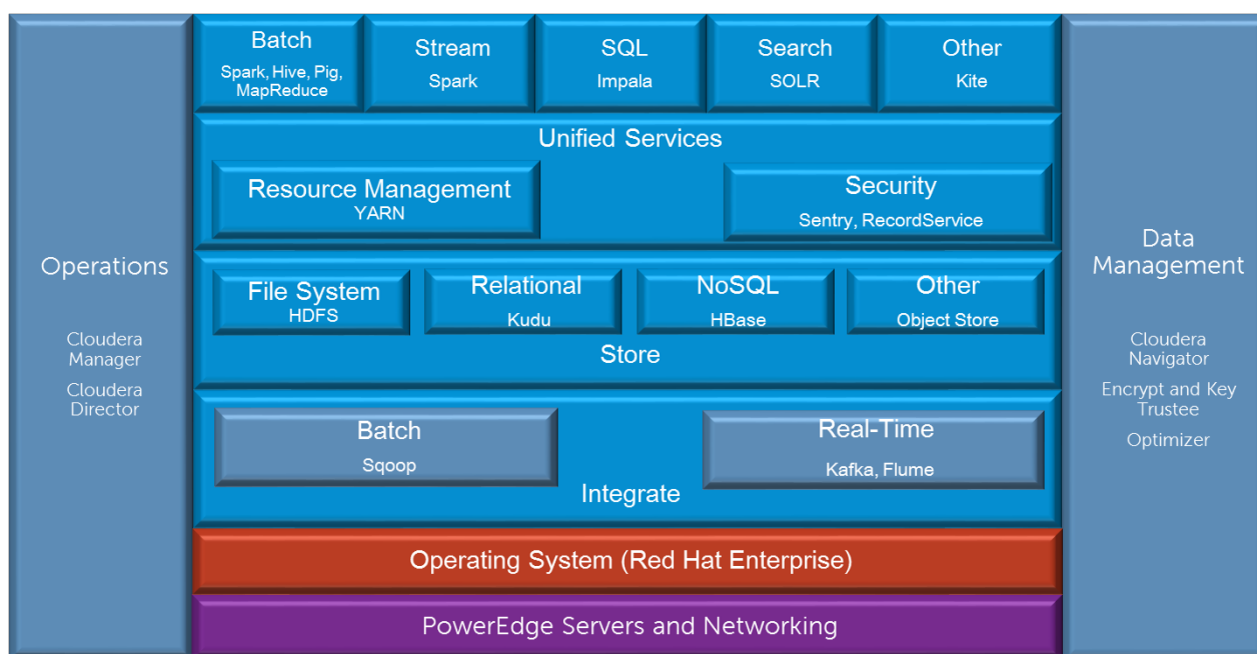 Batch
Spark, Hive, Pig,
MapReduce
Stream
Spark
SQL
Impala
Search
SOLR
Other
Kite
Unified Services
Resource Management
YARN
Security
Sentry, RecordService
Operations
Cloudera
Manager
Cloudera
Director
File System
HDFS
Relational
Kudu
NoSQL
HBase
Other
Object Store
Store
Batch
Sqoop
Real-Time
Kafka, Flume
Integrate
Data
Management
Cloudera
Navigator
Encrypt and Key
Trustee
Optimizer
Operating System (Red Hat Enterprise)
PowerEdge Servers and Networking